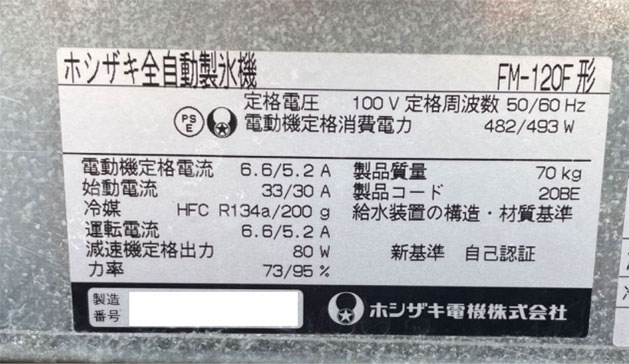 ホシザキ全自動製氷機 FM-120F 形
定格電圧 100 V 定格周波数 50/60 Hz
PS E 電動機定格消費電力 482/493 W
電動機定格電流 6.6/5.2 A 製品質量 70 kg
始動電流 33/30 A 製品コード 20BE
冷媒 HFC R134a/200 g 給水装置の構造・材質基準
運転電流 6.6/5.2 A
減速機定格出力 80 W 新基準 自己認証
力率 73/95 %
製造番号 ホシザキ電機株式会社